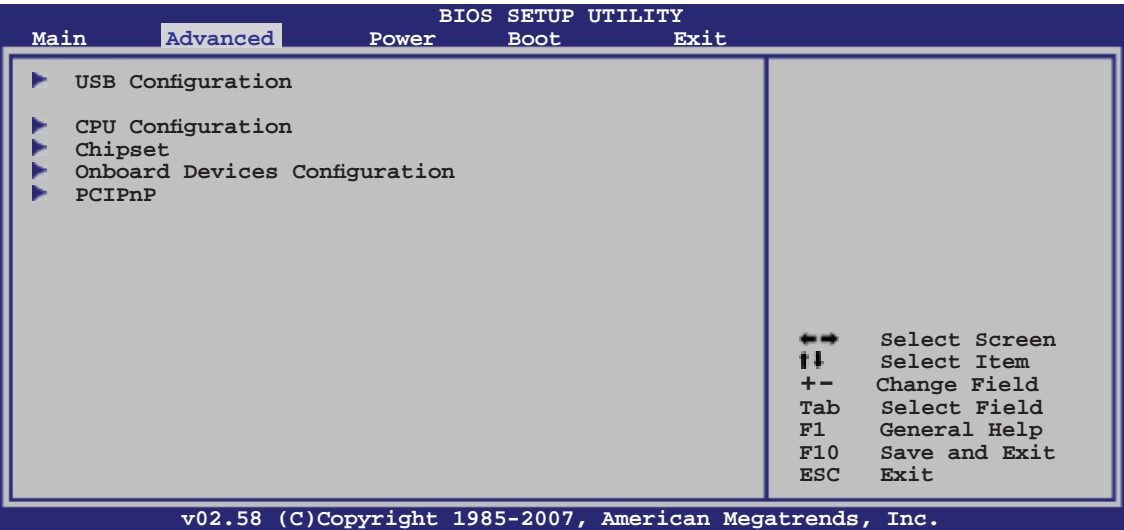 BIOS SETUP UTILITY
Main Advanced Power Boot Exit
USB Configuration
CPU Configuration
Chipset
Onboard Devices Configuration
PCIPnP
←→ Select Screen
↑↓ Select Item
+- Change Field
Tab Select Field
F1 General Help
F10 Save and Exit
ESC Exit
v02.58 (C)Copyright 1985-2007, American Megatrends, Inc.